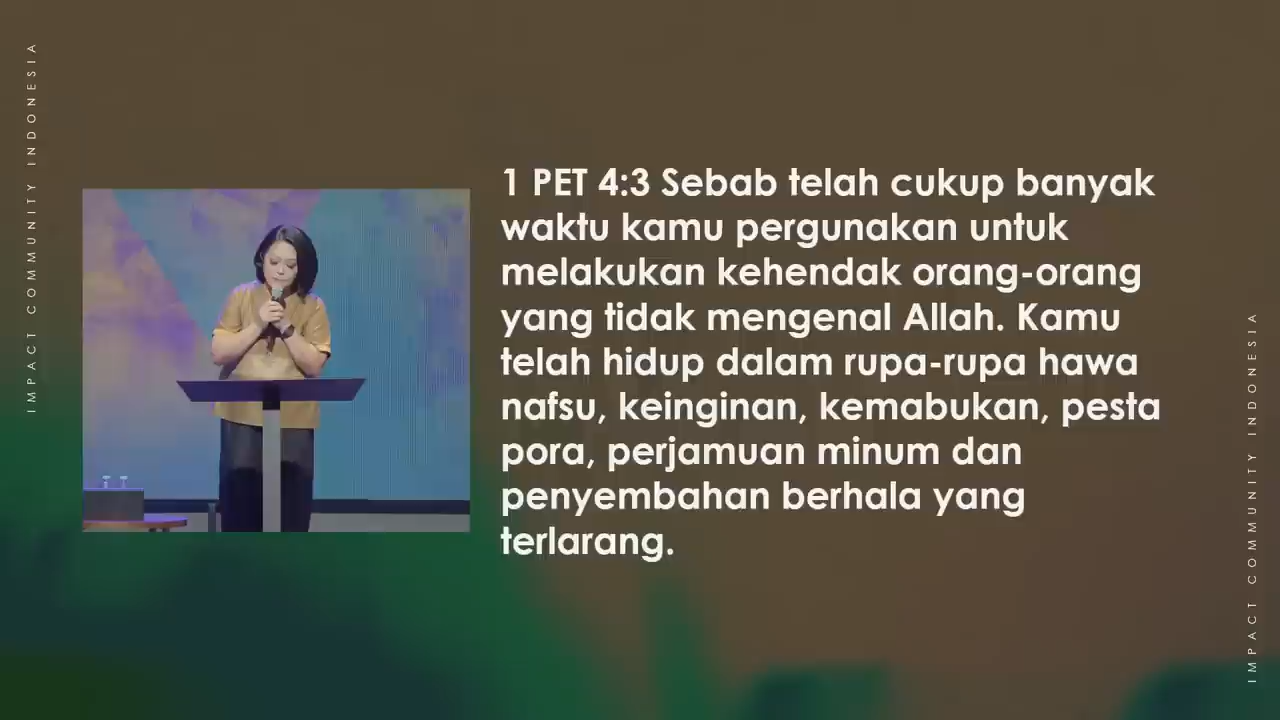 IMPACT COMMUNITY INDONESIA
1 PET 4:3 Sebab telah cukup banyak
waktu kamu pergunakan untuk
melakukan kehendak orang-orang
yang tidak mengenal Allah. Kamu
telah hidup dalam rupa-rupa hawa
nafsu, keinginan, kemabukan, pesta
pora, perjamuan minum dan
penyembahan berhala yang
terlarang.
IMPACT COMMUNITY INDONESIA